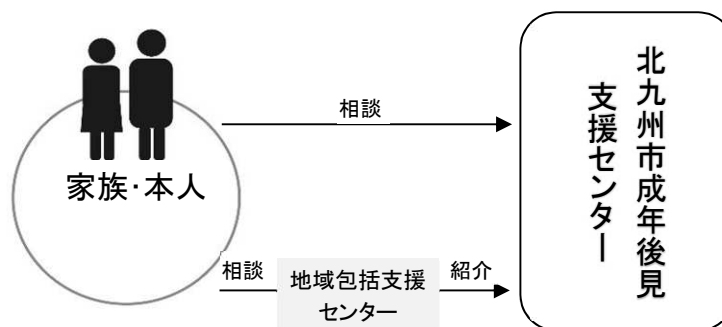 家族・本人
相談
相談
地域包括支援
センター
紹介
北九州市成年後見
支援センター